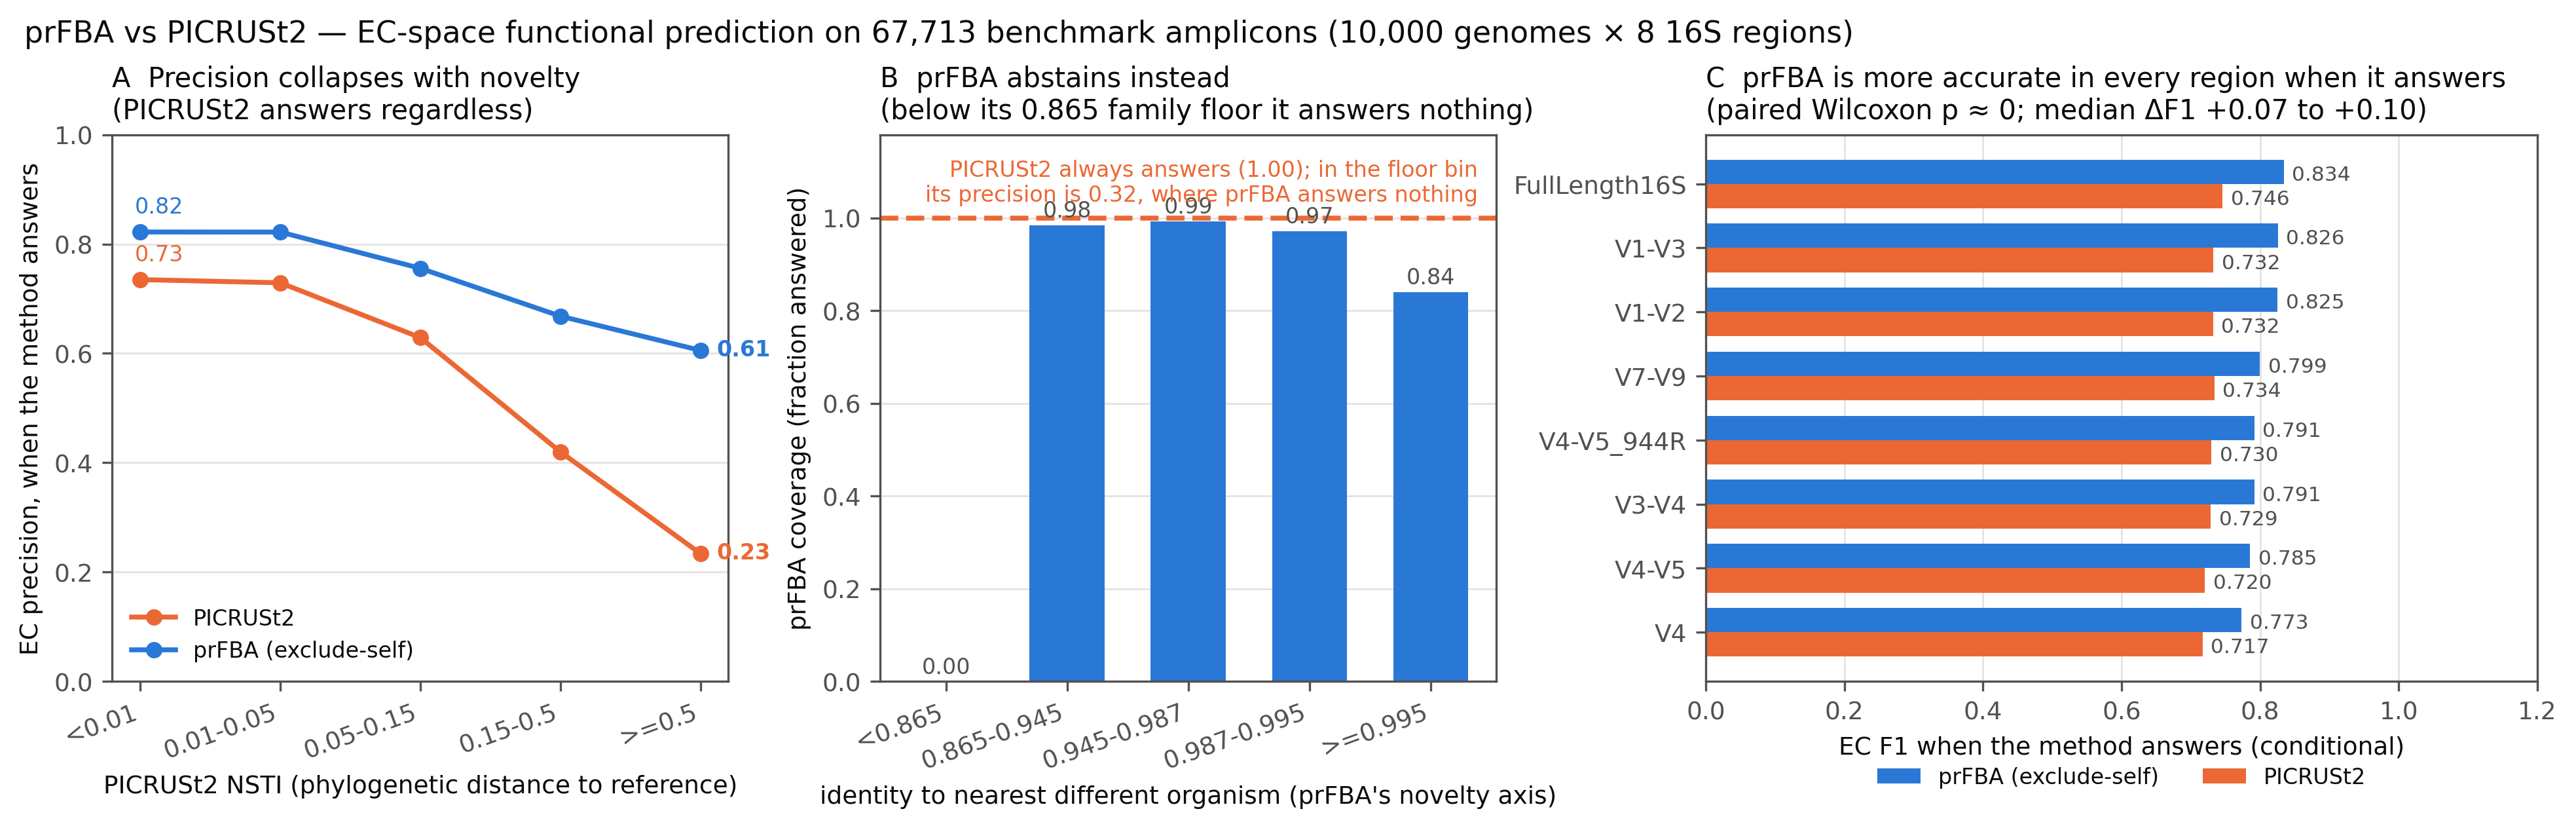 prFBA vs PICRUSt2 — EC-space functional prediction on 67,713 benchmark amplicons (10,000 genomes × 8 16S regions)
A Precision collapses with novelty
(PICRUSt2 answers regardless)
EC precision, when the method answers
1.0
0.8
0.6
0.4
0.2
0.0
0.82
0.73
0.61
0.23
PICRUSt2
prFBA (exclude-self)
<0.01
0.01-0.05
0.05-0.15
0.15-0.5
>=0.5
PICRUSt2 NSTI (phylogenetic distance to reference)
B prFBA abstains instead
(below its 0.865 family floor it answers nothing)
prFBA coverage (fraction answered)
PICRUSt2 always answers (1.00); in the floor bin
its precision is 0.32, where prFBA answers nothing
1.0
0.8
0.6
0.4
0.2
0.0
0.00
0.98
0.99
0.97
0.84
<0.865
0.865-0.945
0.945-0.987
0.987-0.995
>=0.995
identity to nearest different organism (prFBA's novelty axis)
C prFBA is more accurate in every region when it answers
(paired Wilcoxon p ≈ 0; median ΔF1 +0.07 to +0.10)
FullLength16S
0.834
0.746
V1-V3
0.826
0.732
V1-V2
0.825
0.732
V7-V9
0.799
0.734
V4-V5_944R
0.791
0.730
V3-V4
0.791
0.729
V4-V5
0.785
0.720
V4
0.773
0.717
0.0
0.2
0.4
0.6
0.8
1.0
1.2
EC F1 when the method answers (conditional)
prFBA (exclude-self)
PICRUSt2